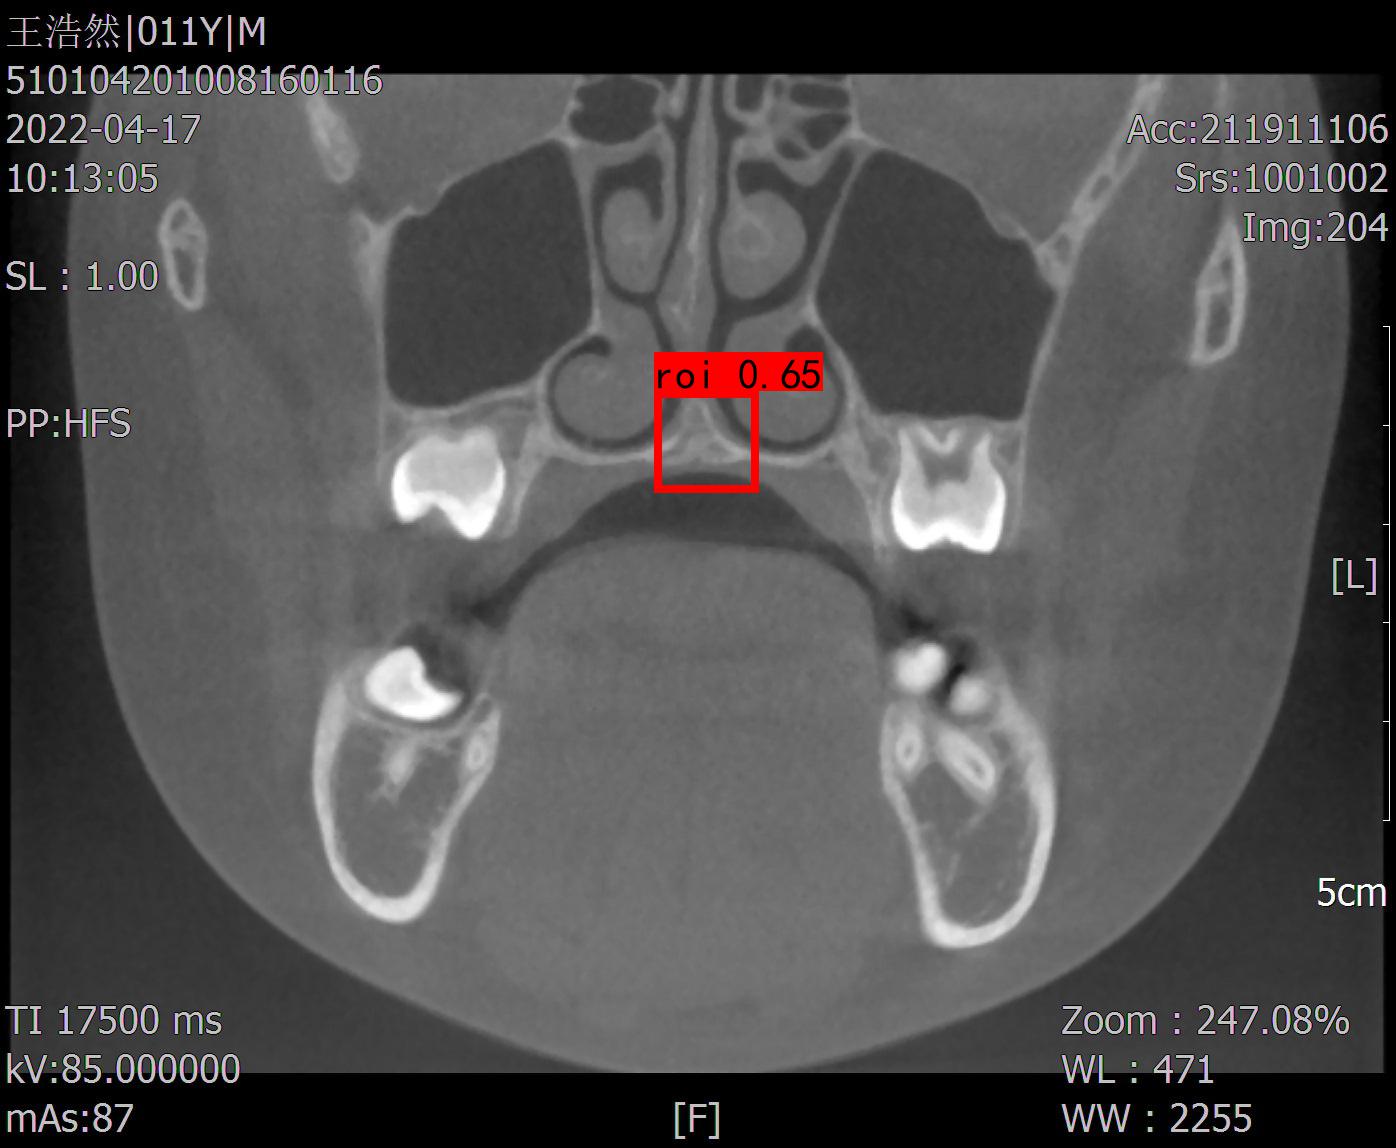 王浩然|011Y|M
510104201008160116
2022-04-17
10:13:05
Acc:211911106
Srs:1001002
Img:204
SL : 1.00
roi 0.65
PP:HFS
[L]
5cm
TI 17500 ms
kV:85.000000
mAs:87
[F]
Zoom : 247.08%
WL : 471
WW : 2255